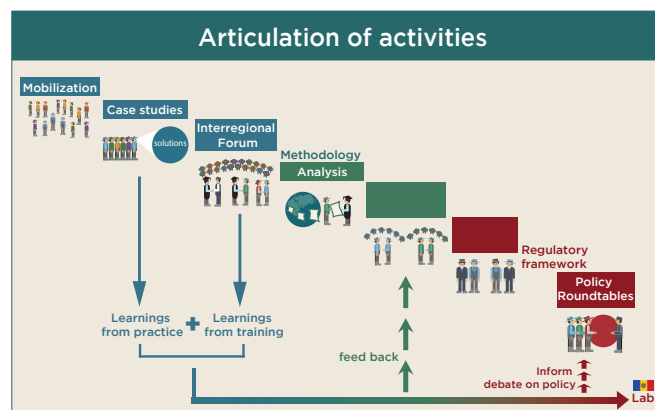 Articulation of activities
Mobilization
Case studies
solutions
Interregional
Forum
Methodology
Analysis
Regulatory
framework
Policy
Roundtables
Learnings
from practice
+
Learnings
from training
feed back
Inform
debate on policy
Lab